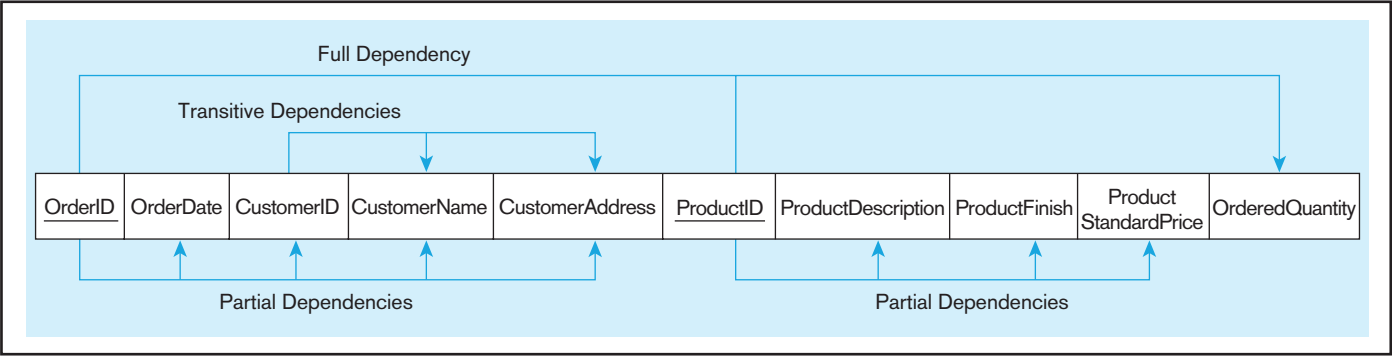 Full Dependency
Transitive Dependencies
OrderID OrderDate CustomerID CustomerName CustomerAddress ProductID ProductDescription ProductFinish Product
StandardPrice OrderedQuantity
Partial Dependencies Partial Dependencies